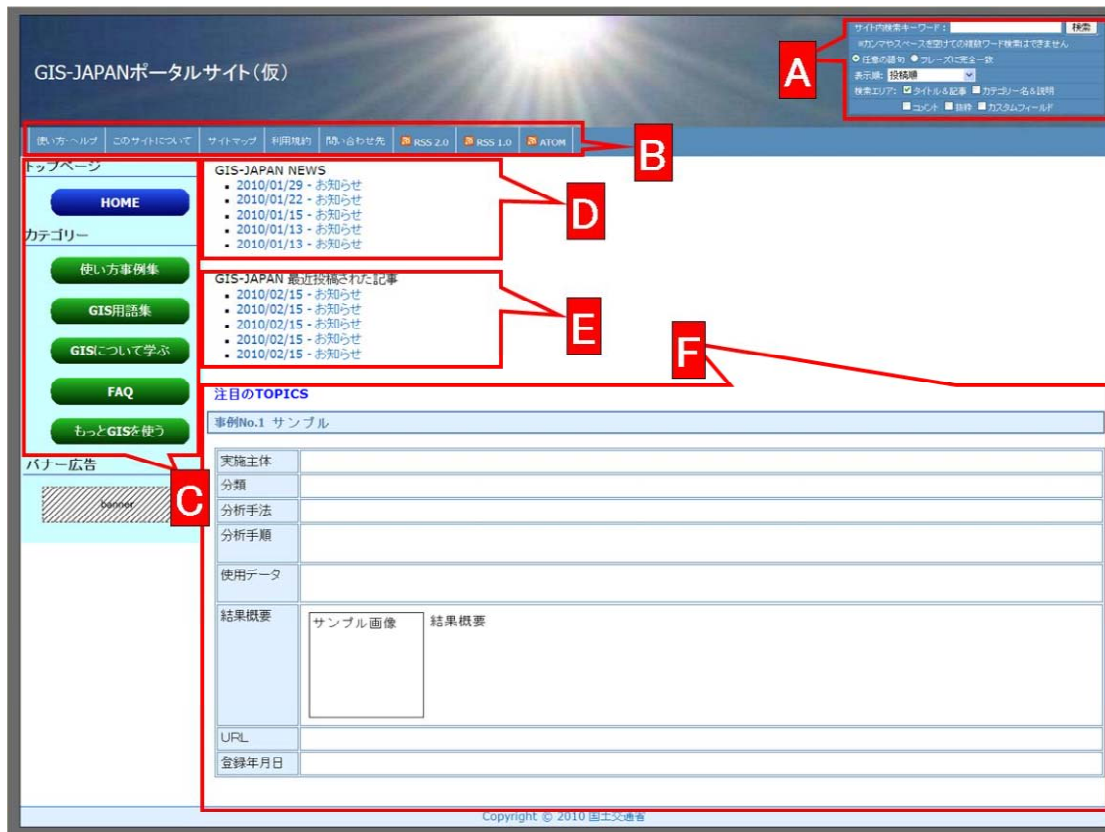 GIS-JAPANポータルサイト(仮)
サイト内検索キーワード: 検索
※カンマやスペースを空けての複数ワード検索はできません
任意の語句 フレーズに完全一致
表示順: 投稿順
検索エリア: タイトル&記事 カテゴリー名&説明
コメント 抜粋 カスタムフィールド
A
使い方・ヘルプ このサイトについて サイトマップ 利用規約 問い合わせ先 RSS 2.0 RSS 1.0 ATOM
B
トップページ
HOME
カテゴリー
使い方事例集
GIS用語集
GISについて学ぶ
FAQ
もっとGISを使う
C
バナー広告
banner
GIS-JAPAN NEWS
2010/01/29 - お知らせ
2010/01/22 - お知らせ
2010/01/15 - お知らせ
2010/01/13 - お知らせ
2010/01/13 - お知らせ
D
GIS-JAPAN 最近投稿された記事
2010/02/15 - お知らせ
2010/02/15 - お知らせ
2010/02/15 - お知らせ
2010/02/15 - お知らせ
2010/02/15 - お知らせ
E
F
注目のTOPICS
事例No.1 サンプル
実施主体
分類
分析手法
分析手順
使用データ
結果概要
サンプル画像 結果概要
URL
登録年月日
Copyright © 2010 国土交通省